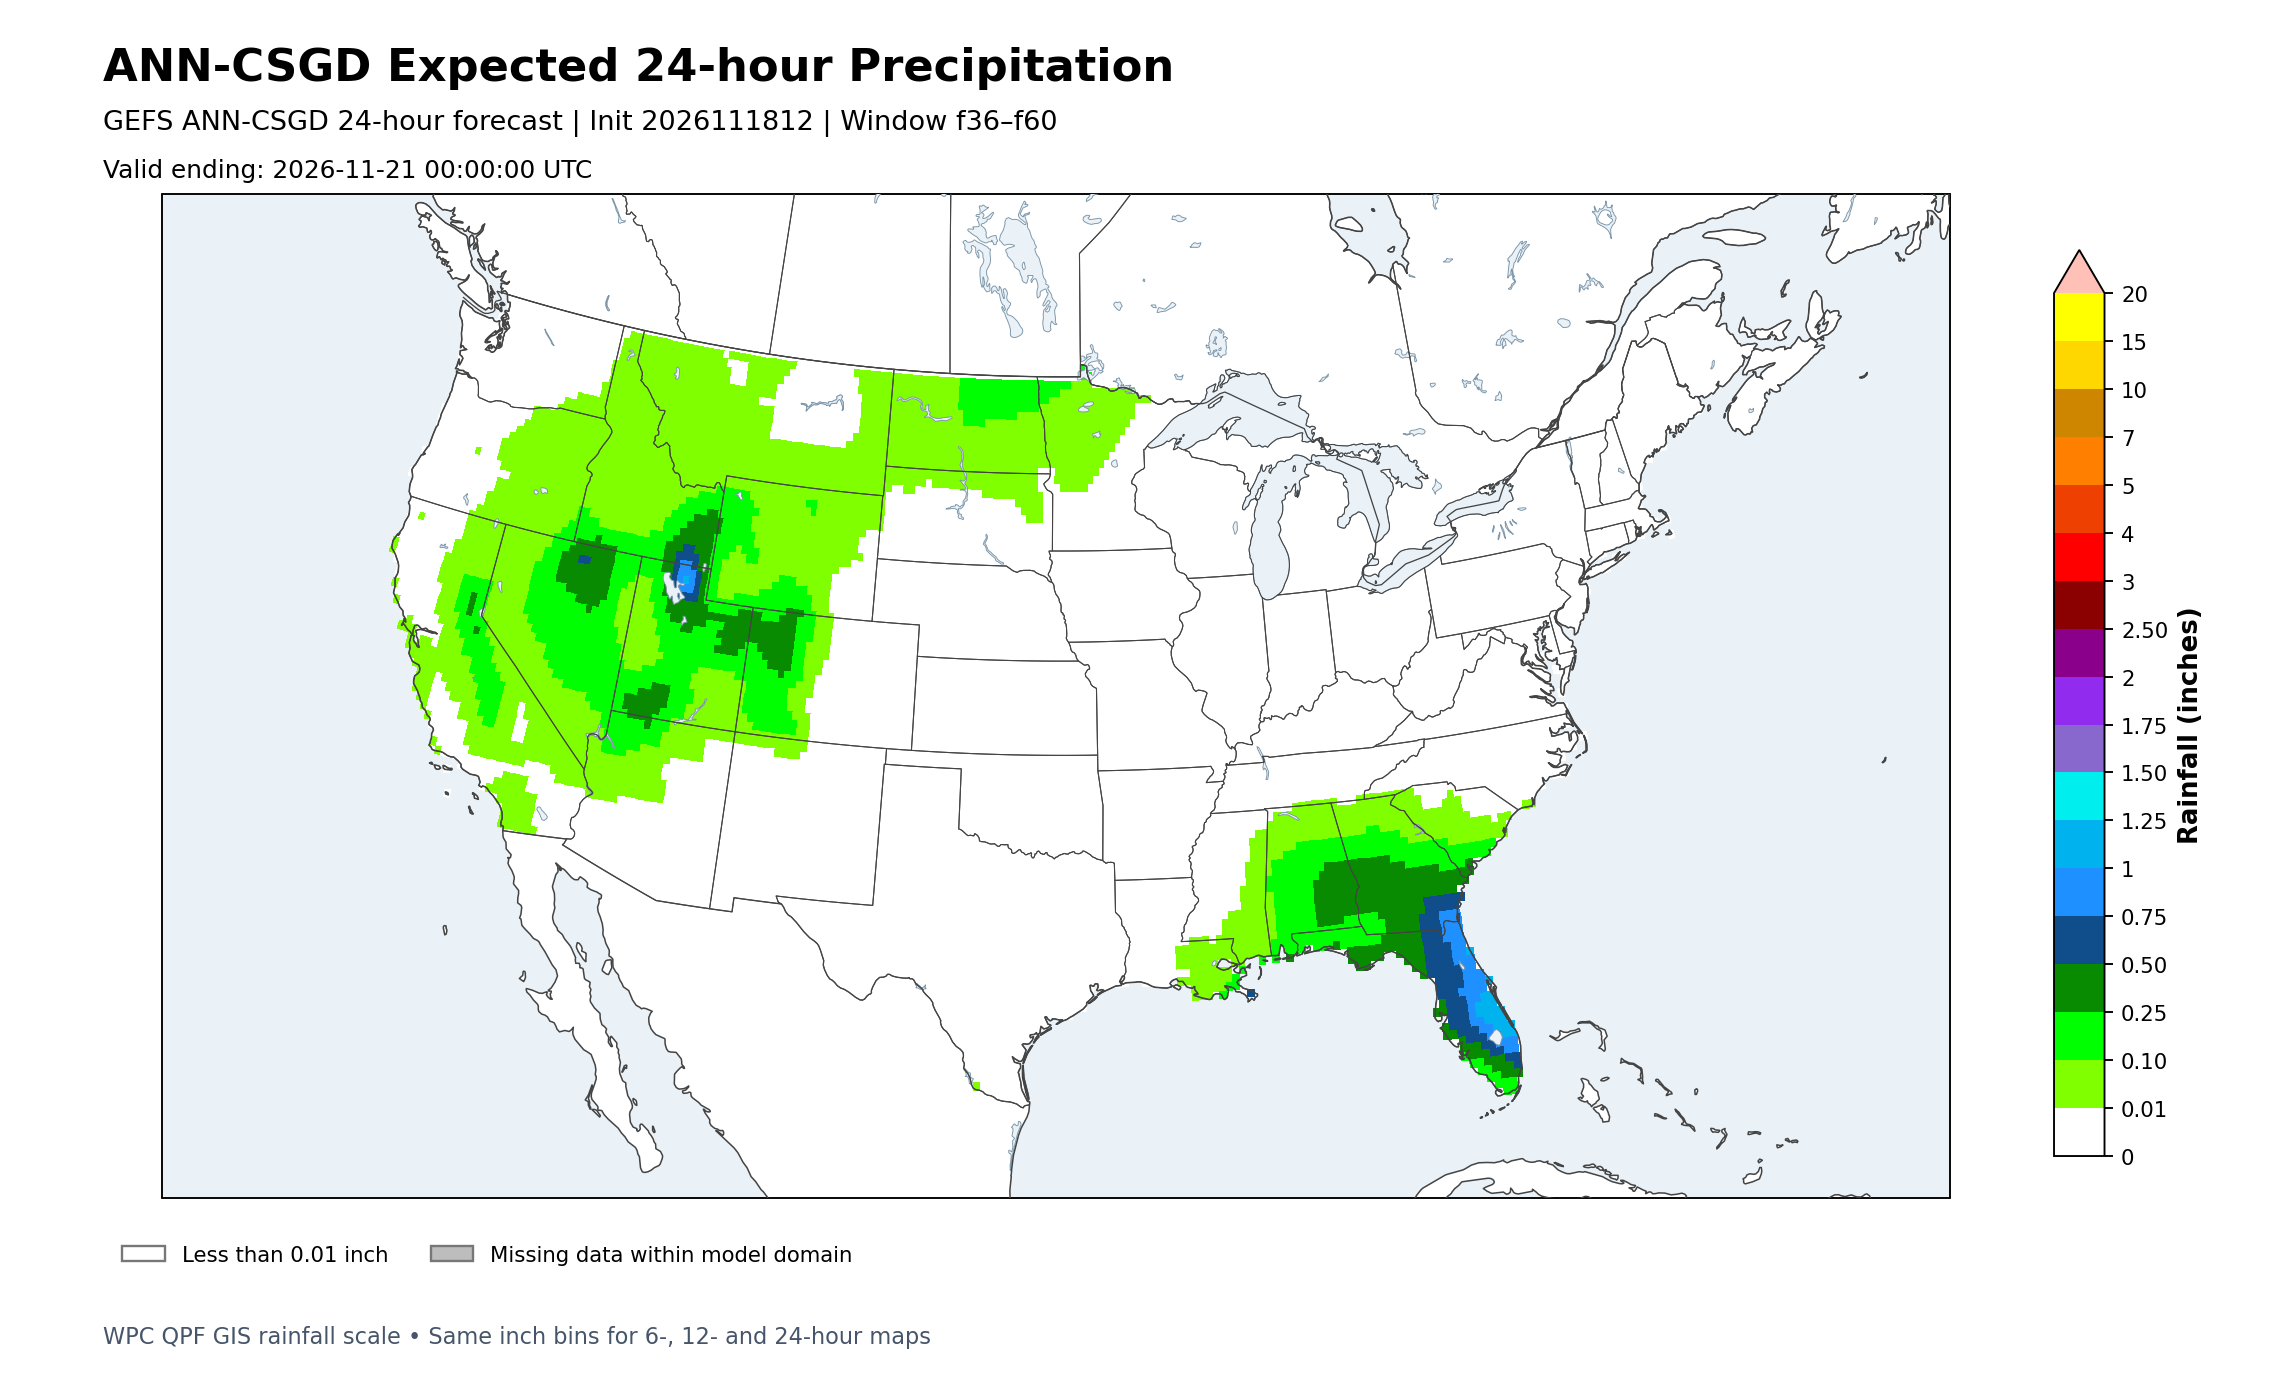 ANN-CSGD Expected 24-hour Precipitation
GEFS ANN-CSGD 24-hour forecast | Init 2026111812 | Window f36–f60
Valid ending: 2026-11-21 00:00:00 UTC
20
15
10
7
5
4
3
2.50
2
1.75
1.50
1.25
1
0.75
0.50
0.25
0.10
0.01
0
Rainfall (inches)
Less than 0.01 inch
Missing data within model domain
WPC QPF GIS rainfall scale • Same inch bins for 6-, 12- and 24-hour maps